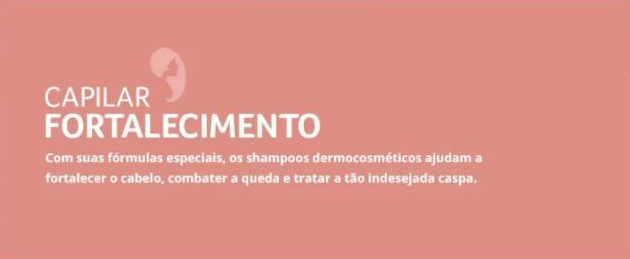 CAPILAR
FORTALECIMENTO
Com suas fórmulas especiais, os shampoos dermocosméticos ajudam a
fortalecer o cabelo, combater a queda e tratar a tão indesejada caspa.